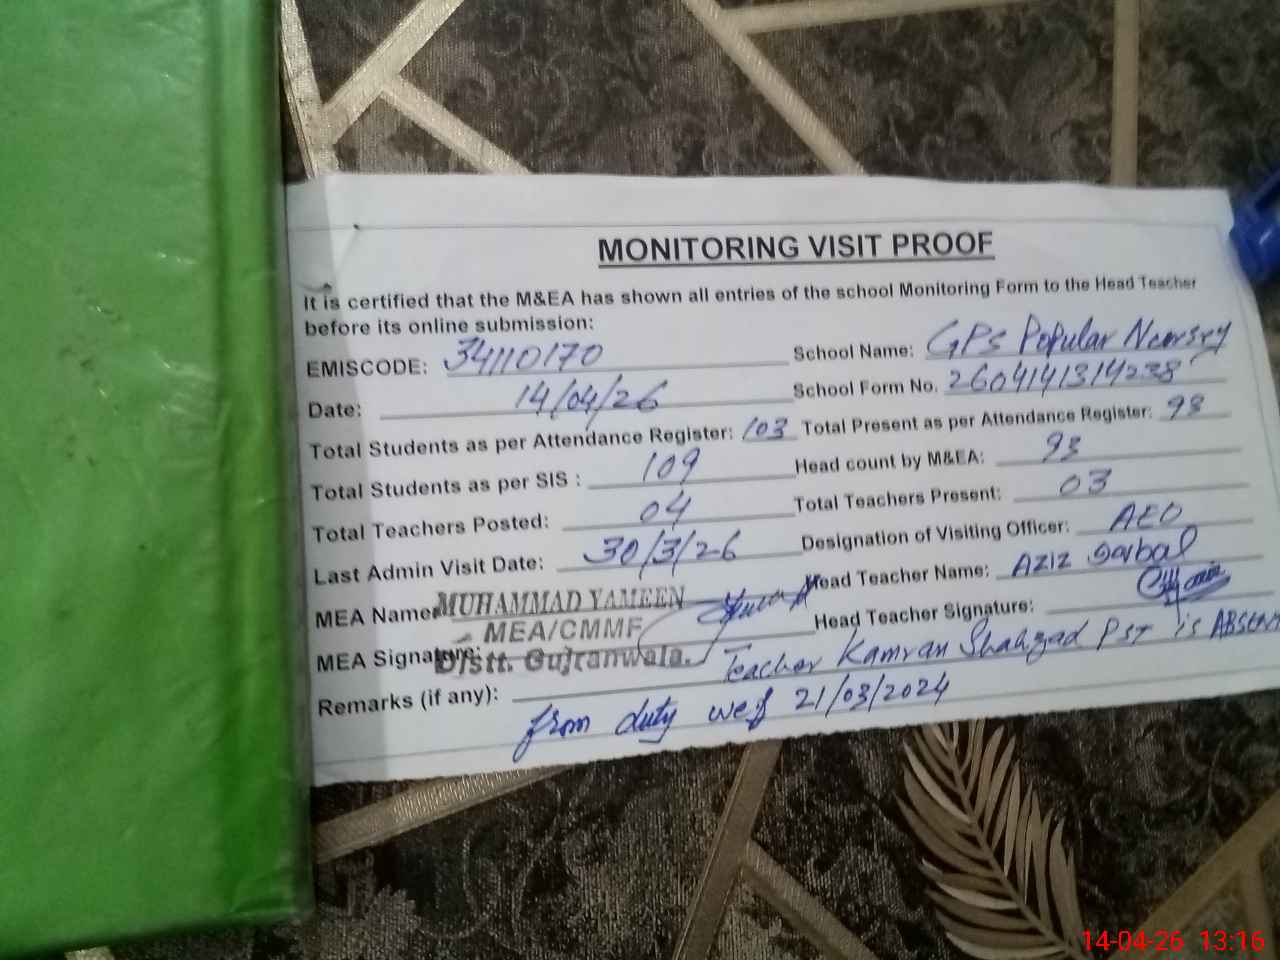 MONITORING VISIT PROOF
It is certified that the M&EA has shown all entries of the school Monitoring Form to the Head Teacher
before its online submission:
EMISCODE: 34110170 School Name: GPS Popular Nursry
Date: 14/04/26 School Form No. 2604141314238
Total Students as per Attendance Register: 103 Total Present as per Attendance Register: 93
Total Students as per SIS : 109 Head count by M&EA: 93
Total Teachers Posted: 04 Total Teachers Present: 03
Last Admin Visit Date: 30/3/26 Designation of Visiting Officer: AEO
MEA Name: MUHAMMAD YAMEEN Head Teacher Name: AZIZ
MEA/CMMF Head Teacher Signature:
MEA Signature: Distt. Gujranwala.
Remarks (if any): Teacher Kamran Shahzad PST is ABSENT
from duty wef 21/03/2024
14-04-26 13:16